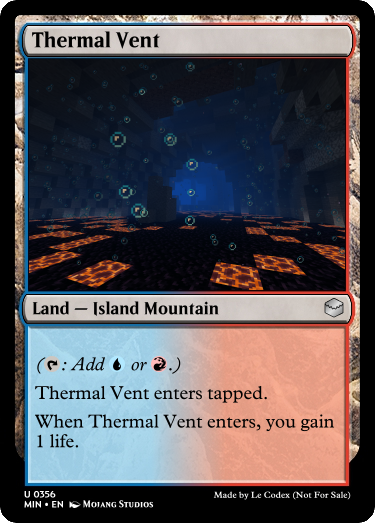 Thermal Vent
Land — Island Mountain
(: Add or .)
Thermal Vent enters tapped.
When Thermal Vent enters, you gain
1 life.
U 0356
MIN • EN Mojang Studios
Made by Le Codex (Not For Sale)